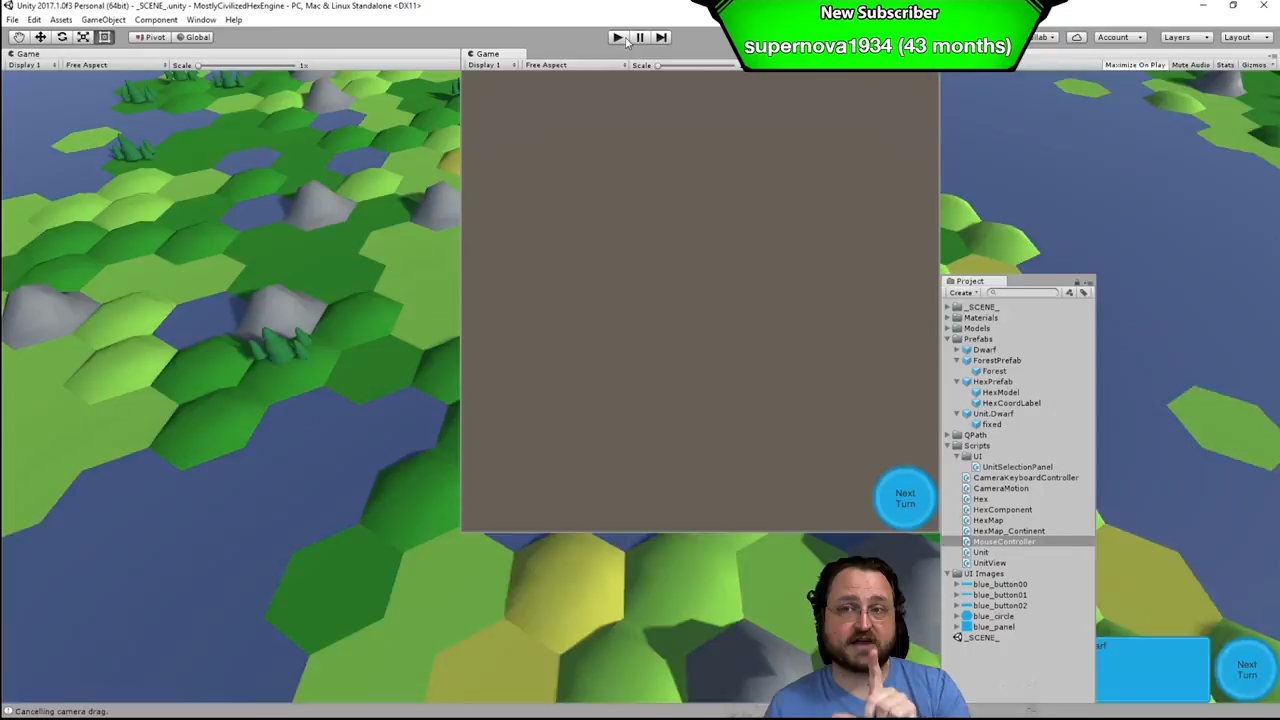 Unity 2017.1.0f3 Personal (64bit) - _SCENE_.unity - MostlyCivilizedHexEngine - PC, Mac & Linux Standalone <DX11>
New Subscriber
supernova1934 (43 months)
File Edit Assets GameObject Component Window Help
Pivot Global
Account Layers Layout
Game
Game
Display 1 Free Aspect Scale 1x
Display 1 Free Aspect Scale
Maximize On Play Mute Audio Stats Gizmos
Project
Create
_SCENE_
Materials
Models
Prefabs
Dwarf
ForestPrefab
Forest
HexPrefab
HexModel
HexCoordLabel
Unit.Dwarf
fixed
QPath
Scripts
UI
UnitSelectionPanel
CameraKeyboardController
CameraMotion
Hex
HexComponent
HexMap
HexMap_Continent
MouseController
Unit
UnitView
UI Images
blue_button00
blue_button01
blue_button02
blue_circle
blue_panel
_SCENE_
Next
Turn
Next
Turn
Cancelling camera drag.